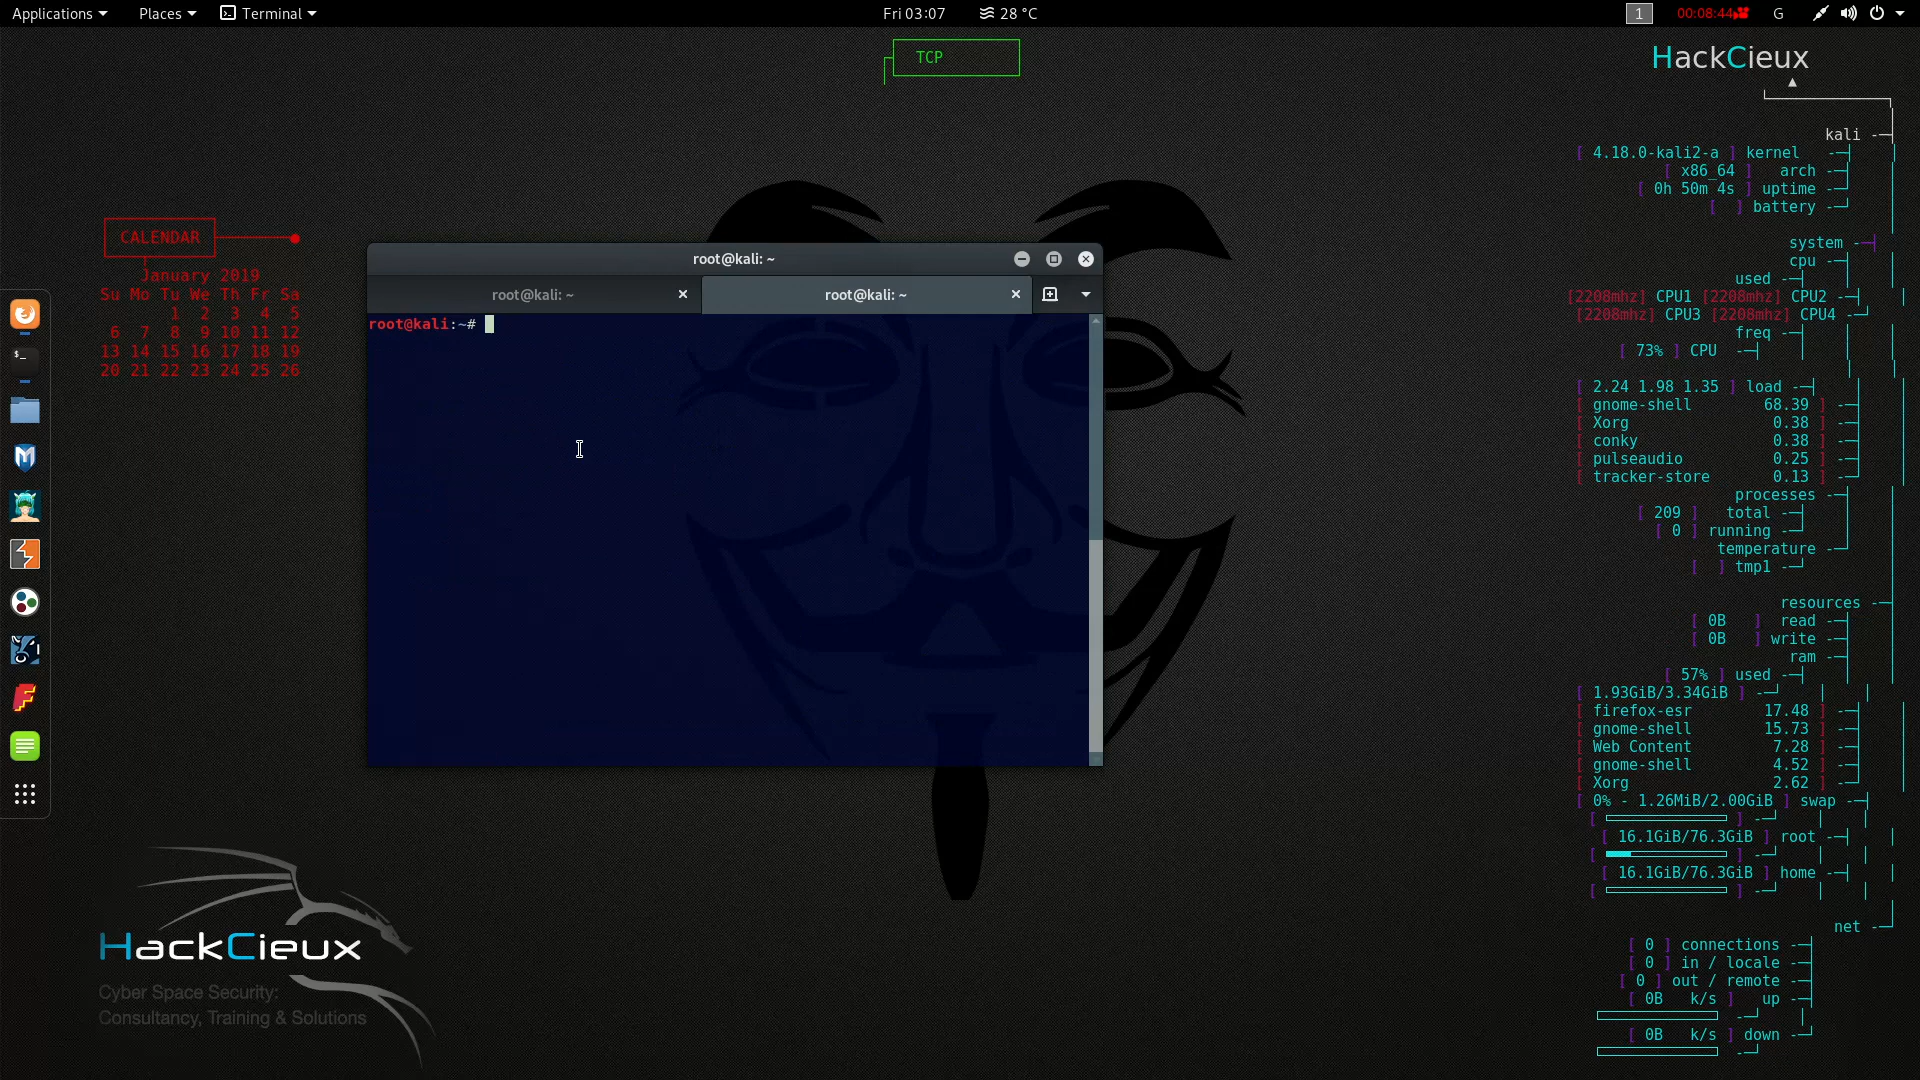 Applications Places Terminal Fri 03:07 28 °C 1 00:08:44 G
TCP
HackCieux
kali
[ 4.18.0-kali2-a ] kernel
[ x86_64 ] arch
[ 0h 50m 4s ] uptime
[ ] battery
system
cpu
used
[2208mhz] CPU1 [2208mhz] CPU2
[2208mhz] CPU3 [2208mhz] CPU4
freq
[ 73% ] CPU
[ 2.24 1.98 1.35 ] load
[ gnome-shell 68.39 ]
[ Xorg 0.38 ]
[ conky 0.38 ]
[ pulseaudio 0.25 ]
[ tracker-store 0.13 ]
processes
[ 209 ] total
[ 0 ] running
temperature
[ ] tmp1
resources
[ 0B ] read
[ 0B ] write
ram
[ 57% ] used
[ 1.93GiB/3.34GiB ]
[ firefox-esr 17.48 ]
[ gnome-shell 15.73 ]
[ Web Content 7.28 ]
[ gnome-shell 4.52 ]
[ Xorg 2.62 ]
[ 0% - 1.26MiB/2.00GiB ] swap
[ ]
[ 16.1GiB/76.3GiB ] root
[ ]
[ 16.1GiB/76.3GiB ] home
[ ]
net
[ 0 ] connections
[ 0 ] in / locale
[ 0 ] out / remote
[ 0B k/s ] up
[ 0B k/s ] down
CALENDAR
January 2019
Su Mo Tu We Th Fr Sa
1 2 3 4 5
6 7 8 9 10 11 12
13 14 15 16 17 18 19
20 21 22 23 24 25 26
root@kali: ~
root@kali: ~ root@kali: ~
root@kali:~#
HackCieux
Cyber Space Security:
Consultancy, Training & Solutions